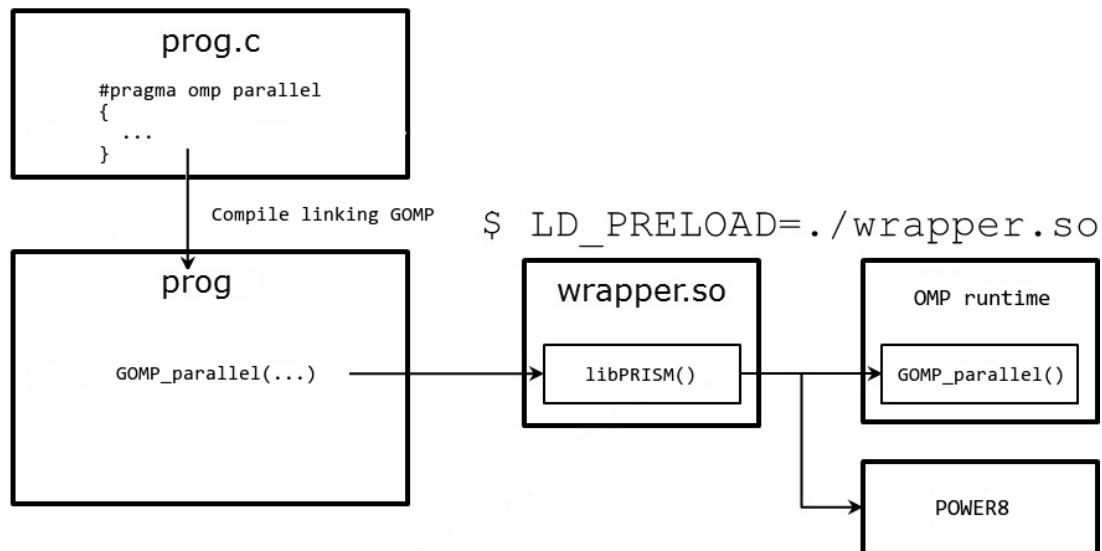 prog.c
#pragma omp parallel
{
...
}
Compile linking GOMP
$ LD_PRELOAD=./wrapper.so
prog
GOMP_parallel(...)
wrapper.so
libPRISM()
OMP runtime
GOMP_parallel()
POWER8